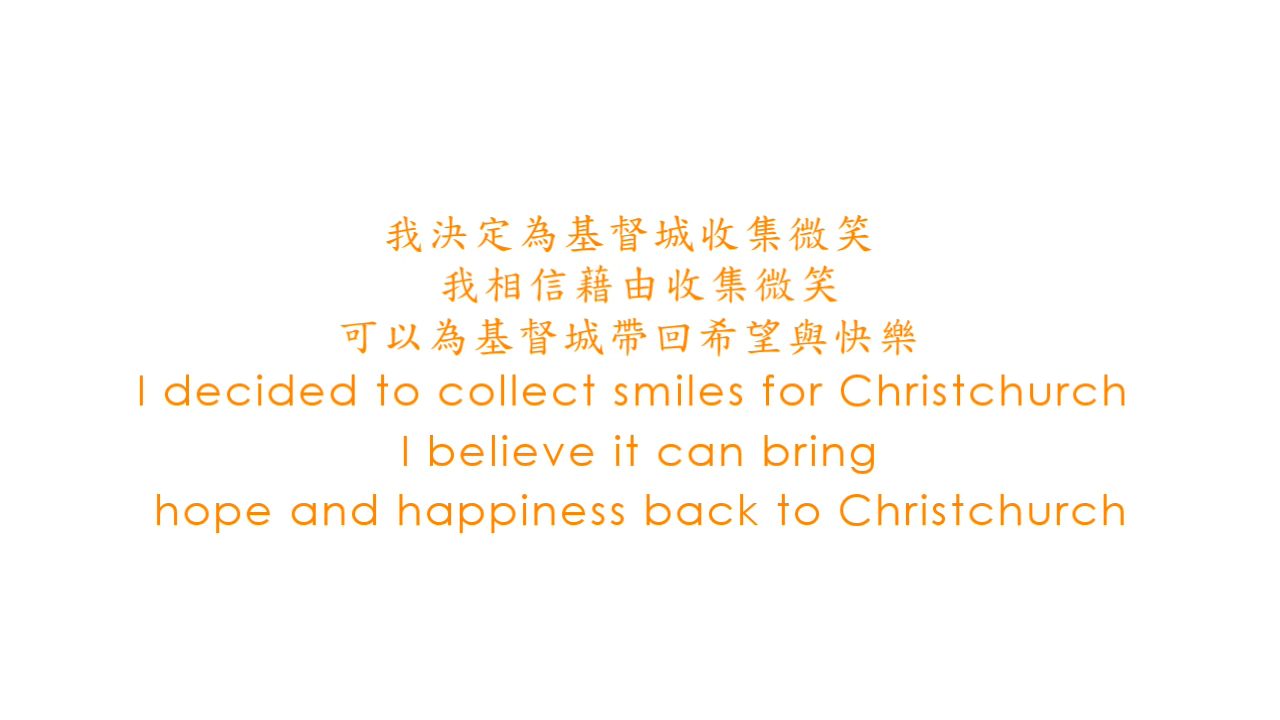 我決定為基督城收集微笑
我相信藉由收集微笑
可以為基督城帶回希望與快樂
I decided to collect smiles for Christchurch
I believe it can bring
hope and happiness back to Christchurch